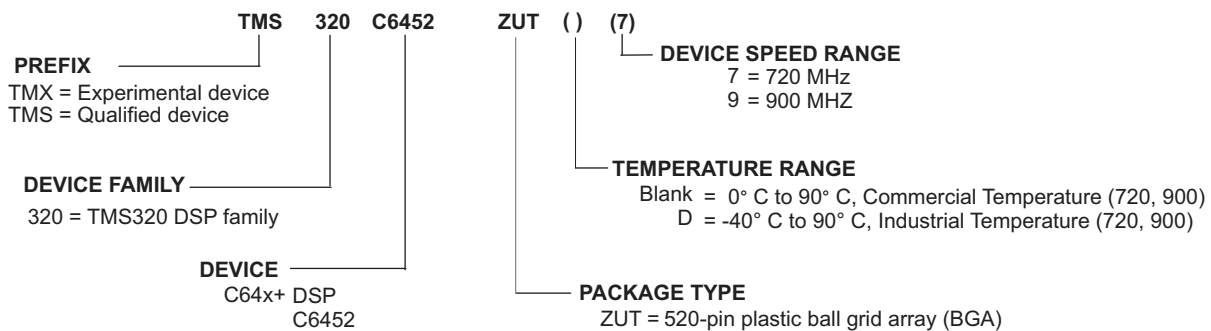 TMS 320 C6452 ZUT ( ) (7)
DEVICE SPEED RANGE
7 = 720 MHz
9 = 900 MHZ
PREFIX
TMX = Experimental device
TMS = Qualified device
TEMPERATURE RANGE
Blank = 0° C to 90° C, Commercial Temperature (720, 900)
D = -40° C to 90° C, Industrial Temperature (720, 900)
DEVICE FAMILY
320 = TMS320 DSP family
DEVICE
C64x+ DSP
C6452
PACKAGE TYPE
ZUT = 520-pin plastic ball grid array (BGA)